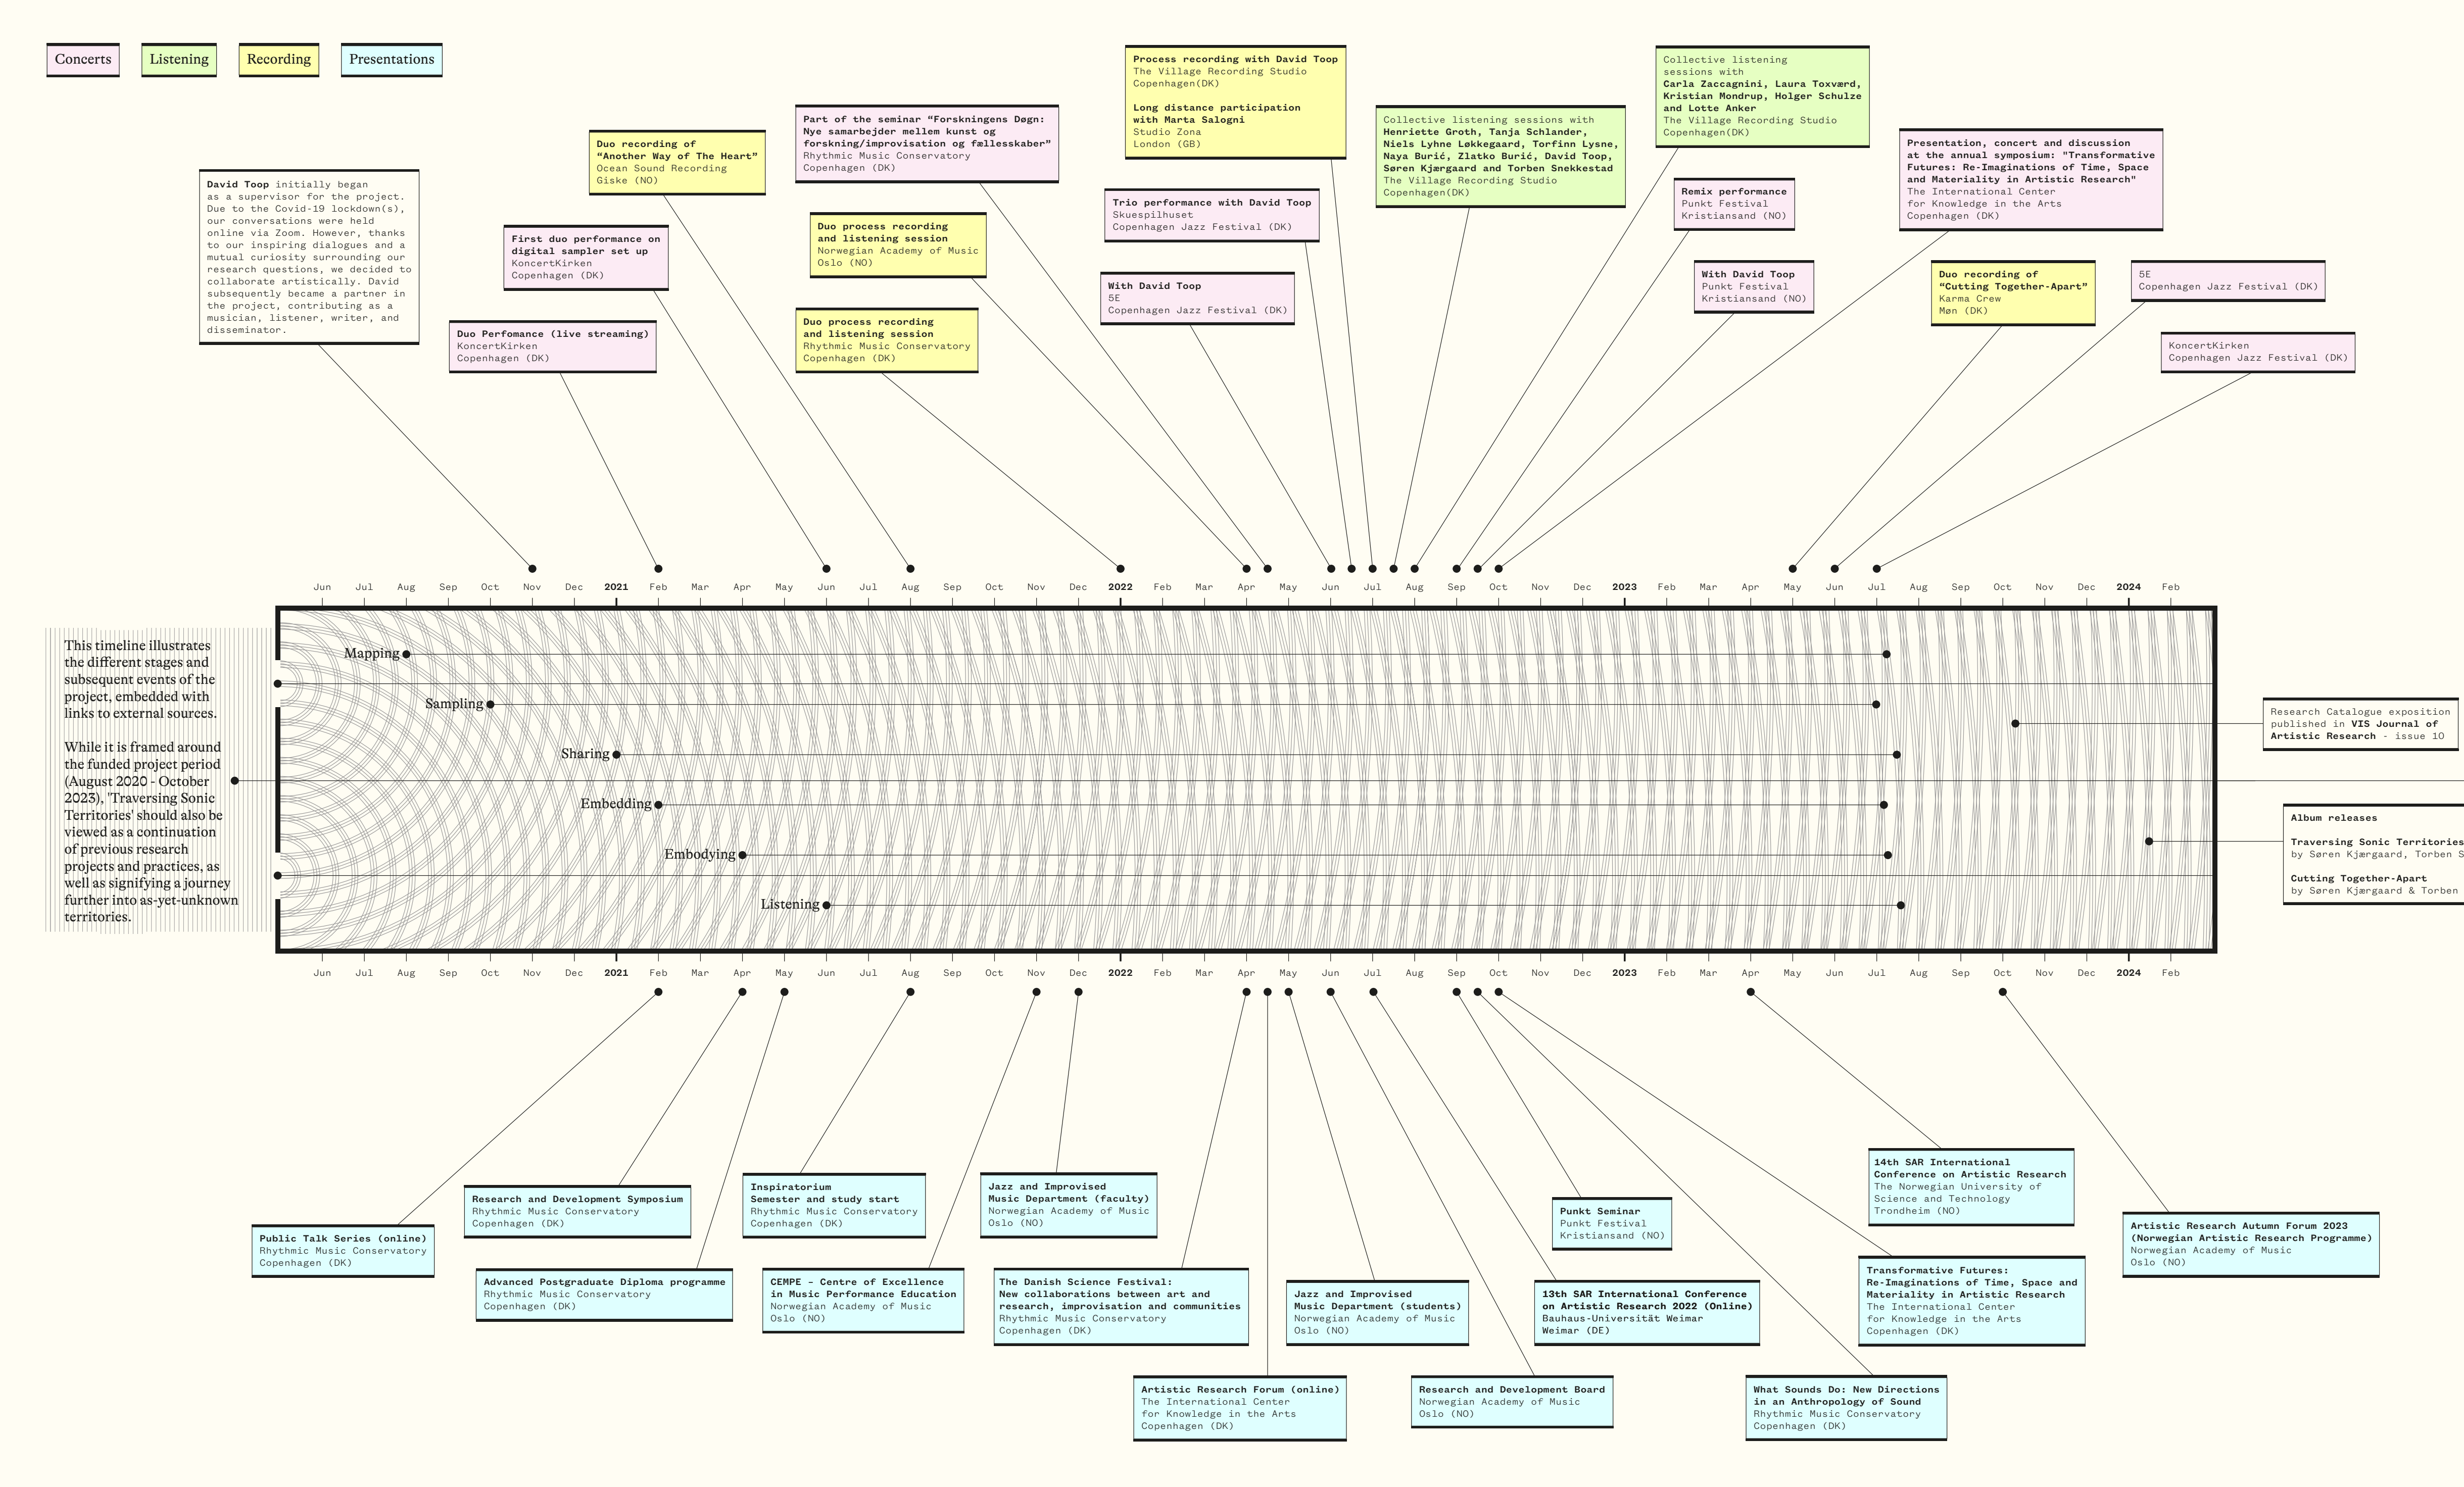 Concerts
Listening
Recording
Presentations
David Toop initially began
as a supervisor for the project.
Due to the Covid-19 lockdown(s),
our conversations were held
online via Zoom. However, thanks
to our inspiring dialogues and a
mutual curiosity surrounding our
research questions, we decided to
collaborate artistically. David
subsequently became a partner in
the project, contributing as a
musician, listener, writer, and
disseminator.
Duo Perfomance (live streaming)
KoncertKirken
Copenhagen (DK)
First duo performance on
digital sampler set up
KoncertKirken
Copenhagen (DK)
Duo recording of
“Another Way of The Heart”
Ocean Sound Recording
Giske (NO)
Part of the seminar “Forskningens Døgn:
Nye samarbejder mellem kunst og
forskning/improvisation og fællesskaber”
Rhythmic Music Conservatory
Copenhagen (DK)
Duo process recording
and listening session
Norwegian Academy of Music
Oslo (NO)
Duo process recording
and listening session
Rhythmic Music Conservatory
Copenhagen (DK)
Process recording with David Toop
The Village Recording Studio
Copenhagen(DK)
Long distance participation
with Marta Salogni
Studio Zona
London (GB)
Trio performance with David Toop
Skuespilhuset
Copenhagen Jazz Festival (DK)
With David Toop
5E
Copenhagen Jazz Festival (DK)
Collective listening sessions with
Henriette Groth, Tanja Schlander,
Niels Lyhne Løkkegaard, Torfinn Lysne,
Naya Burić, Zlatko Burić, David Toop,
Søren Kjærgaard and Torben Snekkestad
The Village Recording Studio
Copenhagen(DK)
Collective listening
sessions with
Carla Zaccagnini, Laura Toxværd,
Kristian Mondrup, Holger Schulze
and Lotte Anker
The Village Recording Studio
Copenhagen(DK)
Remix performance
Punkt Festival
Kristiansand (NO)
With David Toop
Punkt Festival
Kristiansand (NO)
Presentation, concert and discussion
at the annual symposium: "Transformative
Futures: Re-Imaginations of Time, Space
and Materiality in Artistic Research"
The International Center
for Knowledge in the Arts
Copenhagen (DK)
Duo recording of
“Cutting Together-Apart”
Karma Crew
Møn (DK)
5E
Copenhagen Jazz Festival (DK)
KoncertKirken
Copenhagen Jazz Festival (DK)
Jun Jul Aug Sep Oct Nov Dec 2021 Feb Mar Apr May Jun Jul Aug Sep Oct Nov Dec 2022 Feb Mar Apr May Jun Jul Aug Sep Oct Nov Dec 2023 Feb Mar Apr May Jun Jul Aug Sep Oct Nov Dec 2024 Feb
This timeline illustrates
the different stages and
subsequent events of the
project, embedded with
links to external sources.
While it is framed around
the funded project period
(August 2020 - October
2023), 'Traversing Sonic
Territories' should also be
viewed as a continuation
of previous research
projects and practices, as
well as signifying a journey
further into as-yet-unknown
territories.
Mapping
Sampling
Sharing
Embedding
Embodying
Listening
Research Catalogue exposition
published in VIS Journal of
Artistic Research - issue 10
Album releases
Traversing Sonic Territories
by Søren Kjærgaard, Torben S
Cutting Together-Apart
by Søren Kjærgaard & Torben
Jun Jul Aug Sep Oct Nov Dec 2021 Feb Mar Apr May Jun Jul Aug Sep Oct Nov Dec 2022 Feb Mar Apr May Jun Jul Aug Sep Oct Nov Dec 2023 Feb Mar Apr May Jun Jul Aug Sep Oct Nov Dec 2024 Feb
Public Talk Series (online)
Rhythmic Music Conservatory
Copenhagen (DK)
Research and Development Symposium
Rhythmic Music Conservatory
Copenhagen (DK)
Advanced Postgraduate Diploma programme
Rhythmic Music Conservatory
Copenhagen (DK)
Inspiratorium
Semester and study start
Rhythmic Music Conservatory
Copenhagen (DK)
CEMPE – Centre of Excellence
in Music Performance Education
Norwegian Academy of Music
Oslo (NO)
Jazz and Improvised
Music Department (faculty)
Norwegian Academy of Music
Oslo (NO)
The Danish Science Festival:
New collaborations between art and
research, improvisation and communities
Rhythmic Music Conservatory
Copenhagen (DK)
Artistic Research Forum (online)
The International Center
for Knowledge in the Arts
Copenhagen (DK)
Jazz and Improvised
Music Department (students)
Norwegian Academy of Music
Oslo (NO)
Research and Development Board
Norwegian Academy of Music
Oslo (NO)
13th SAR International Conference
on Artistic Research 2022 (Online)
Bauhaus-Universität Weimar
Weimar (DE)
Punkt Seminar
Punkt Festival
Kristiansand (NO)
What Sounds Do: New Directions
in an Anthropology of Sound
Rhythmic Music Conservatory
Copenhagen (DK)
Transformative Futures:
Re-Imaginations of Time, Space and
Materiality in Artistic Research
The International Center
for Knowledge in the Arts
Copenhagen (DK)
14th SAR International
Conference on Artistic Research
The Norwegian University of
Science and Technology
Trondheim (NO)
Artistic Research Autumn Forum 2023
(Norwegian Artistic Research Programme)
Norwegian Academy of Music
Oslo (NO)